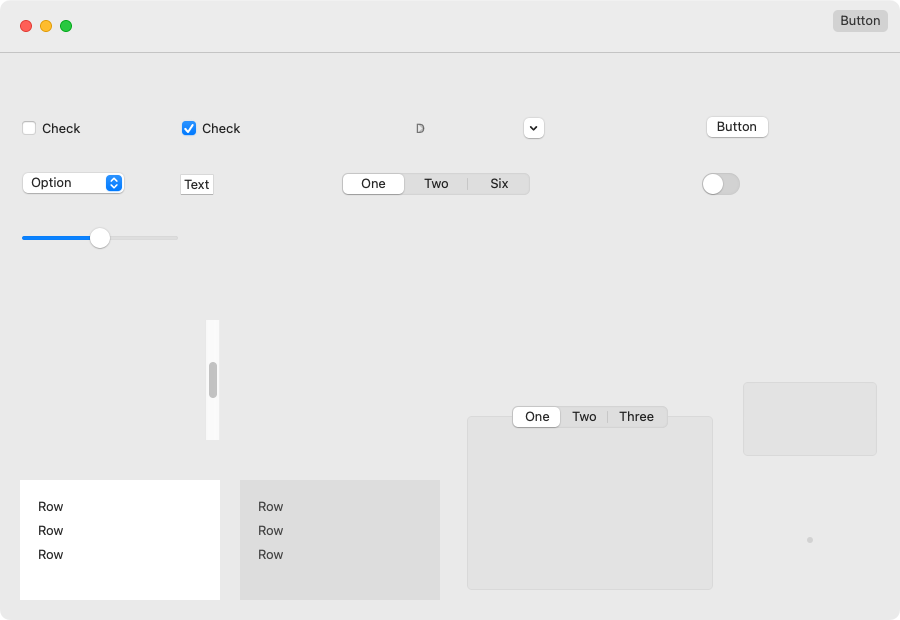 Button
Check
Check
D
Button
Option
Text
One Two Six
One Two Three
Row
Row
Row
Row
Row
Row